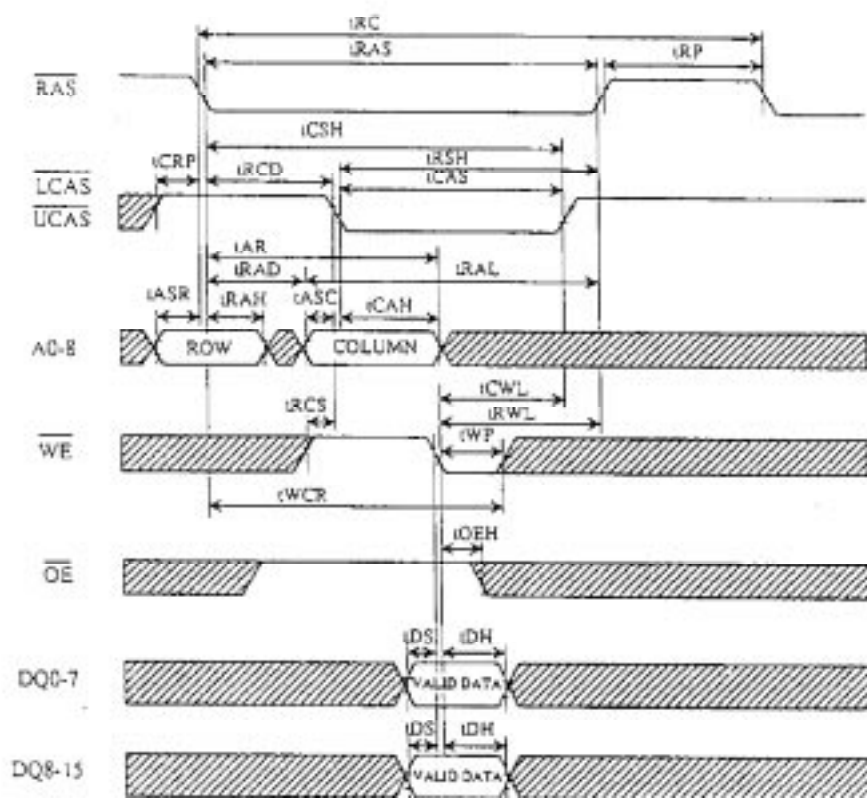 tRC
tRAS
tRP
RAS
tCSH
tCRP
tRCD
tRSH
LCAS
tCAS
UCAS
tAR
tRAD
tRAL
tASR
tRAH
tASC
tCAH
A0-8
ROW
COLUMN
tCWL
tRCS
tRWL
WE
tWP
tWCR
tOEH
OE
tDS
tDH
DQ0-7
VALID DATA
tDS
tDH
DQ8-15
VALID DATA